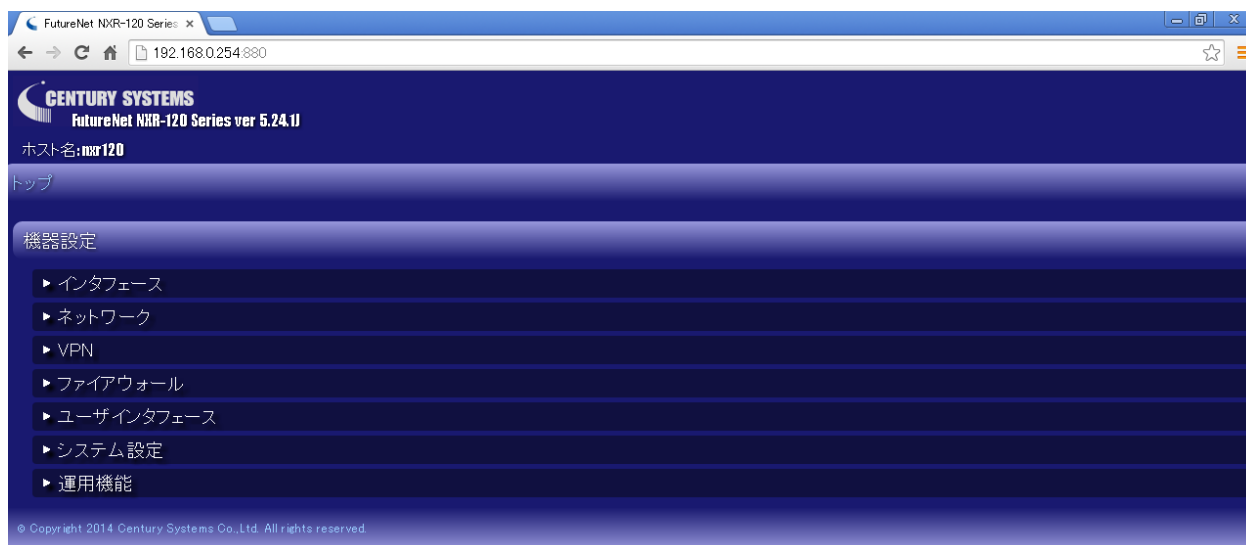 FutureNet NXR-120 Series
192.168.0.254:880
CENTURY SYSTEMS
FutureNet NXR-120 Series ver 5.24.1J
ホスト名:nxr120
トップ
機器設定
インタフェース
ネットワーク
VPN
ファイアウォール
ユーザインタフェース
システム設定
運用機能
© Copyright 2014 Century Systems Co.,Ltd. All rights reserved.